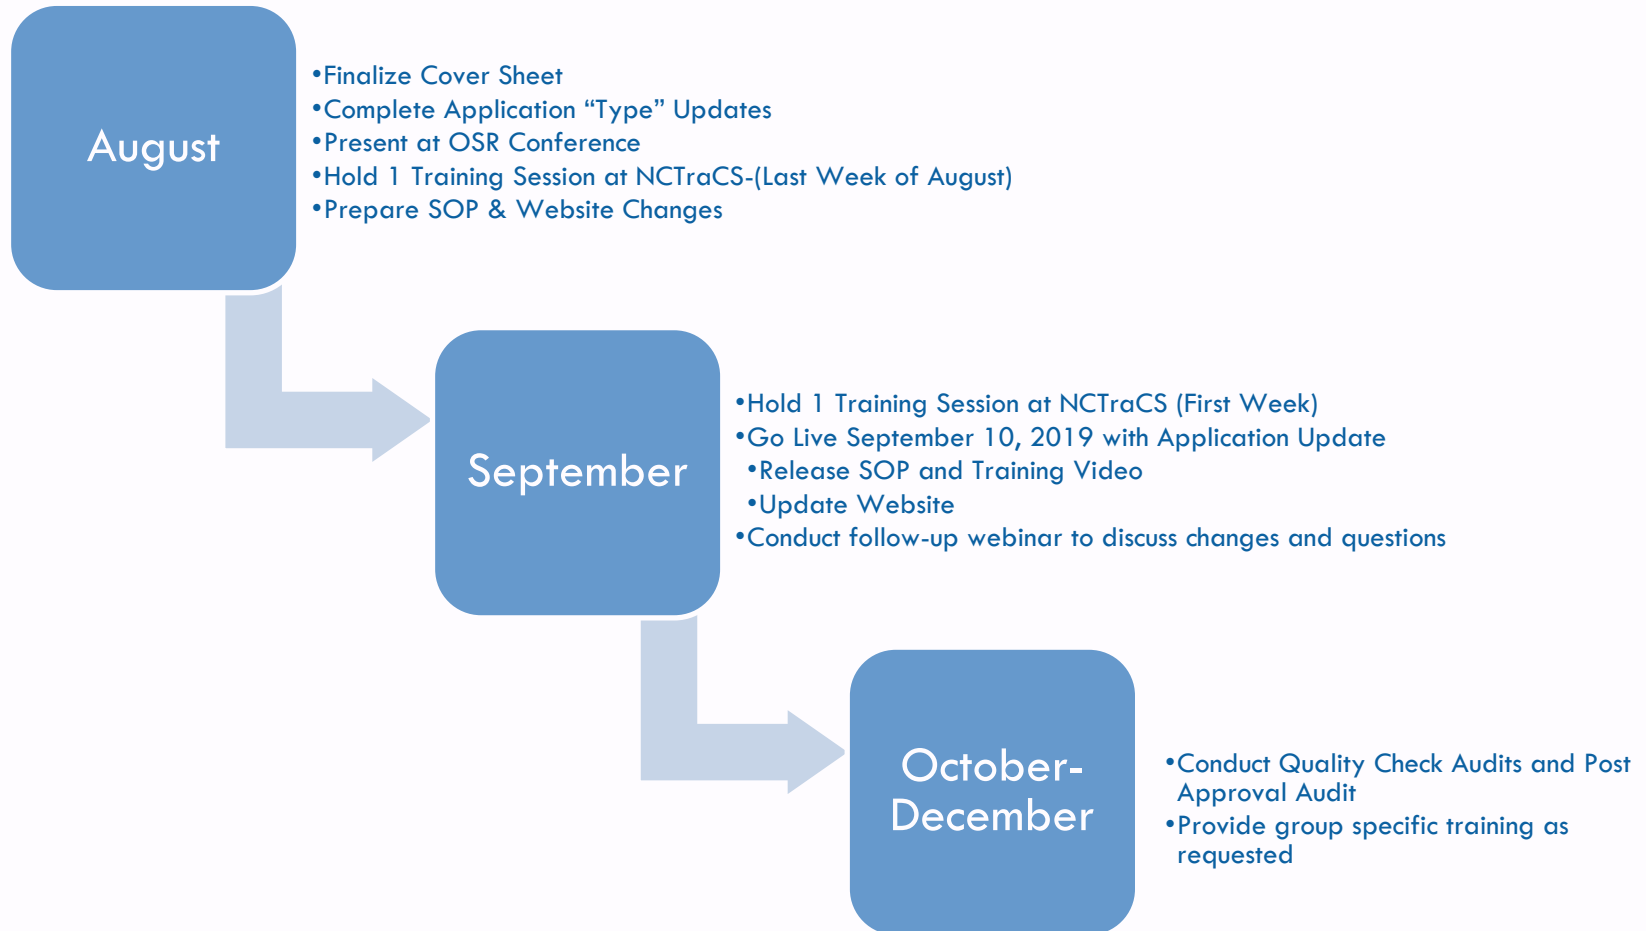 August
•Finalize Cover Sheet
•Complete Application “Type” Updates
•Present at OSR Conference
•Hold 1 Training Session at NCTraCS-(Last Week of August)
•Prepare SOP & Website Changes
September
•Hold 1 Training Session at NCTraCS (First Week)
•Go Live September 10, 2019 with Application Update
•Release SOP and Training Video
•Update Website
•Conduct follow-up webinar to discuss changes and questions
October-
December
•Conduct Quality Check Audits and Post
Approval Audit
•Provide group specific training as
requested